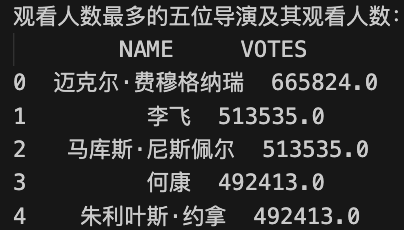 观看人数最多的五位导演及其观看人数:
NAME VOTES
0 迈克尔·费穆格纳瑞 665824.0
1 李飞 513535.0
2 马库斯·尼斯佩尔 513535.0
3 何康 492413.0
4 朱利叶斯·约拿 492413.0